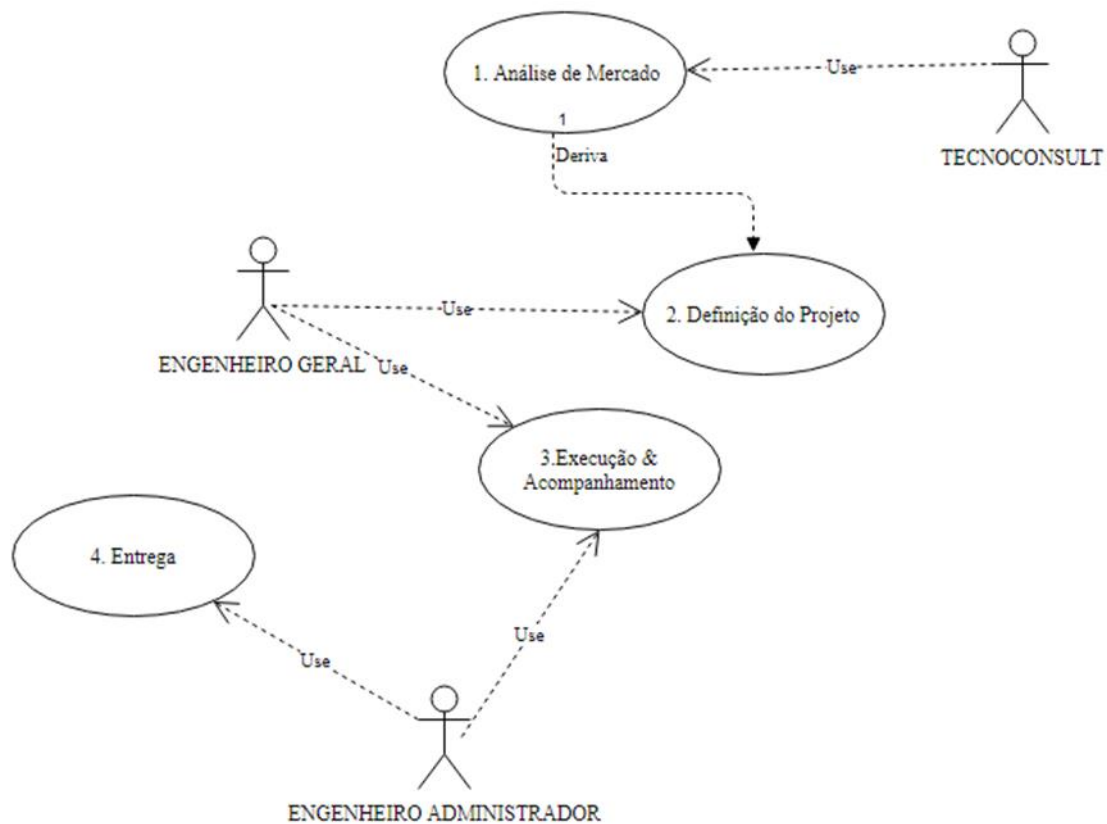 1. Análise de Mercado
Use
TECNOCONSULT
1
Deriva
ENGENHEIRO GERAL
Use
2. Definição do Projeto
Use
3.Execução &
Acompanhamento
4. Entrega
Use
Use
ENGENHEIRO ADMINISTRADOR